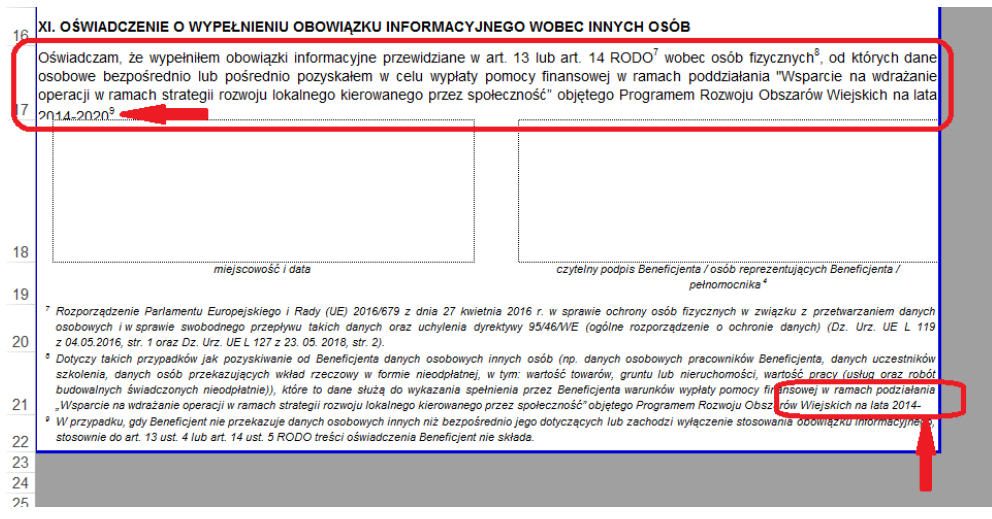 XI. OŚWIADCZENIE O WYPEŁNIENIU OBOWIĄZKU INFORMACYJNEGO WOBEC INNYCH OSÓB
16
Oświadczam, że wypełniłem obowiązki informacyjne przewidziane w art. 13 lub art. 14 RODO⁷ wobec osób fizycznych⁸, od których dane
osobowe bezpośrednio lub pośrednio pozyskałem w celu wypłaty pomocy finansowej w ramach poddziałania "Wsparcie na wdrażanie
operacji w ramach strategii rozwoju lokalnego kierowanego przez społeczność" objętego Programem Rozwoju Obszarów Wiejskich na lata
17
2014-2020⁹
18
miejscowość i data
czytelny podpis Beneficjenta / osób reprezentujących Beneficjenta /
pełnomocnika ⁴
19
⁷ Rozporządzenie Parlamentu Europejskiego i Rady (UE) 2016/679 z dnia 27 kwietnia 2016 r. w sprawie ochrony osób fizycznych w związku z przetwarzaniem danych
osobowych i w sprawie swobodnego przepływu takich danych oraz uchylenia dyrektywy 95/46/WE (ogólne rozporządzenie o ochronie danych) (Dz. Urz. UE L 119
z 04.05.2016, str. 1 oraz Dz. Urz. UE L 127 z 23. 05. 2018, str. 2).
20
⁸ Dotyczy takich przypadków jak pozyskiwanie od Beneficjenta danych osobowych innych osób (np. danych osobowych pracowników Beneficjenta, danych uczestników
szkolenia, danych osób przekazujących wkład rzeczowy w formie nieodpłatnej, w tym: wartość towarów, gruntu lub nieruchomości, wartość pracy (usług oraz robót
budowalnych świadczonych nieodpłatnie)), które to dane służą do wykazania spełnienia przez Beneficjenta warunków wypłaty pomocy finansowej w ramach podziałania
„Wsparcie na wdrażanie operacji w ramach strategii rozwoju lokalnego kierowanego przez społeczność" objętego Programem Rozwoju Obszarów Wiejskich na lata 2014-
21
⁹ W przypadku, gdy Beneficjent nie przekazuje danych osobowych innych niż bezpośrednio jego dotyczących lub zachodzi wyłączenie stosowania obowiązku informacyjnego,
stosownie do art. 13 ust. 4 lub art. 14 ust. 5 RODO treści oświadczenia Beneficjent nie składa.
22
23
24
25